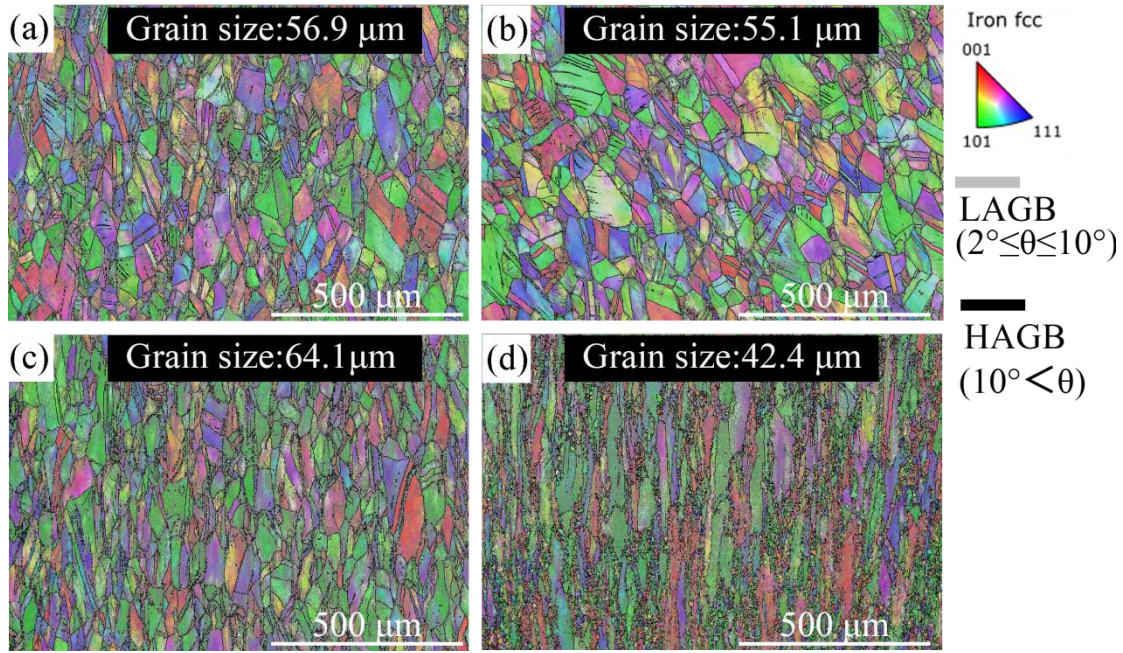 (a)
Grain size:56.9 μm
500 μm
(b)
Grain size:55.1 μm
500 μm
Iron fcc
001
101
111
LAGB
(2°≤θ≤10°)
HAGB
(10°＜θ)
(c)
Grain size:64.1μm
500 μm
(d)
Grain size:42.4 μm
500 μm